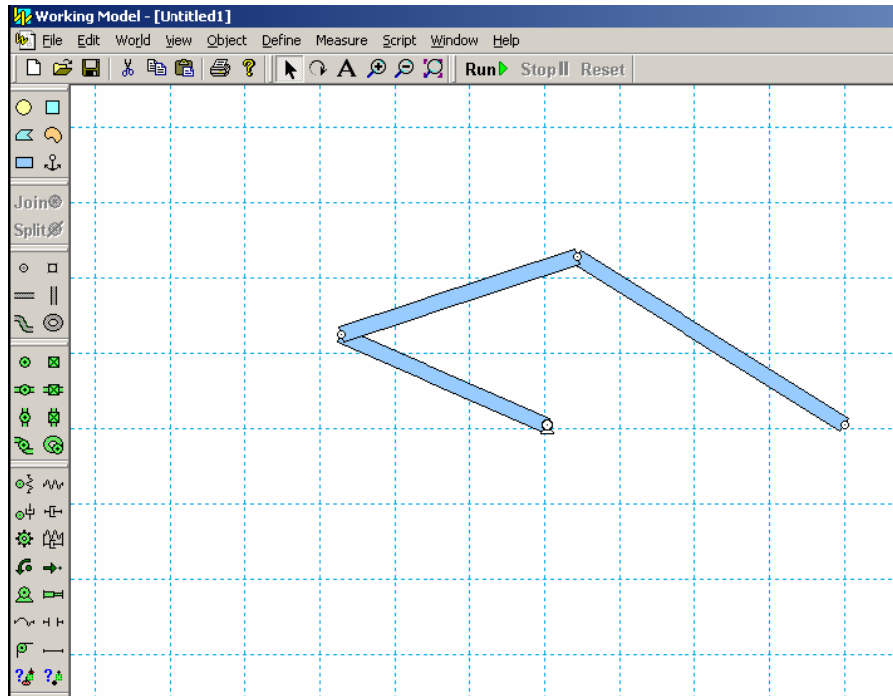 Working Model - [Untitled1]
File Edit World View Object Define Measure Script Window Help
A Run Stop Reset
Join
Split